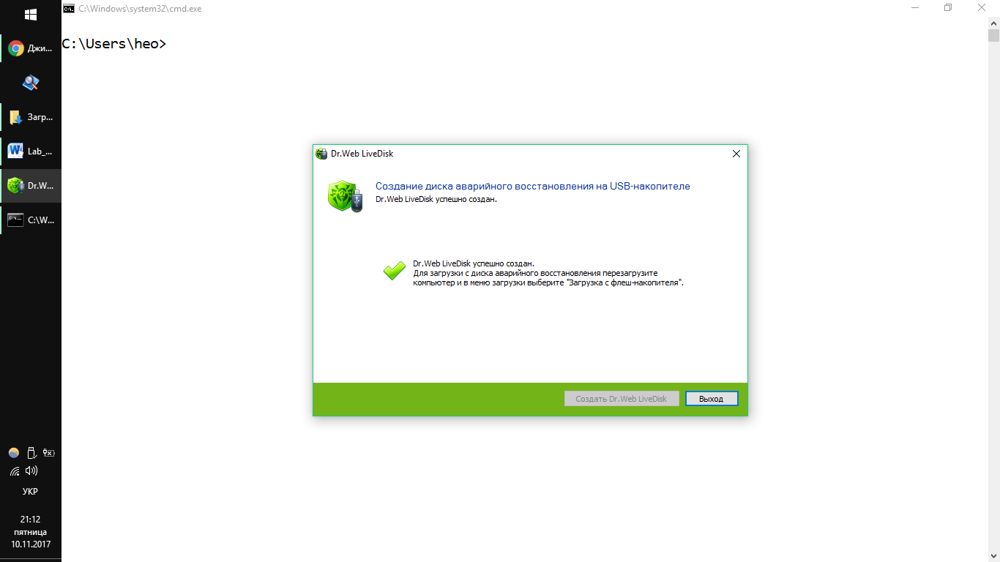 C:\Windows\system32\cmd.exe
C:\Users\heo>
Джи...
Загр...
Lab_...
Dr.W...
C:\W...
УКР
21:12
пятница
10.11.2017
Dr.Web LiveDisk
Создание диска аварийного восстановления на USB-накопителе
Dr.Web LiveDisk успешно создан.
Dr.Web LiveDisk успешно создан.
Для загрузки с диска аварийного восстановления перезагрузите
компьютер и в меню загрузки выберите "Загрузка с флеш-накопителя".
Создать Dr.Web LiveDisk
Выход